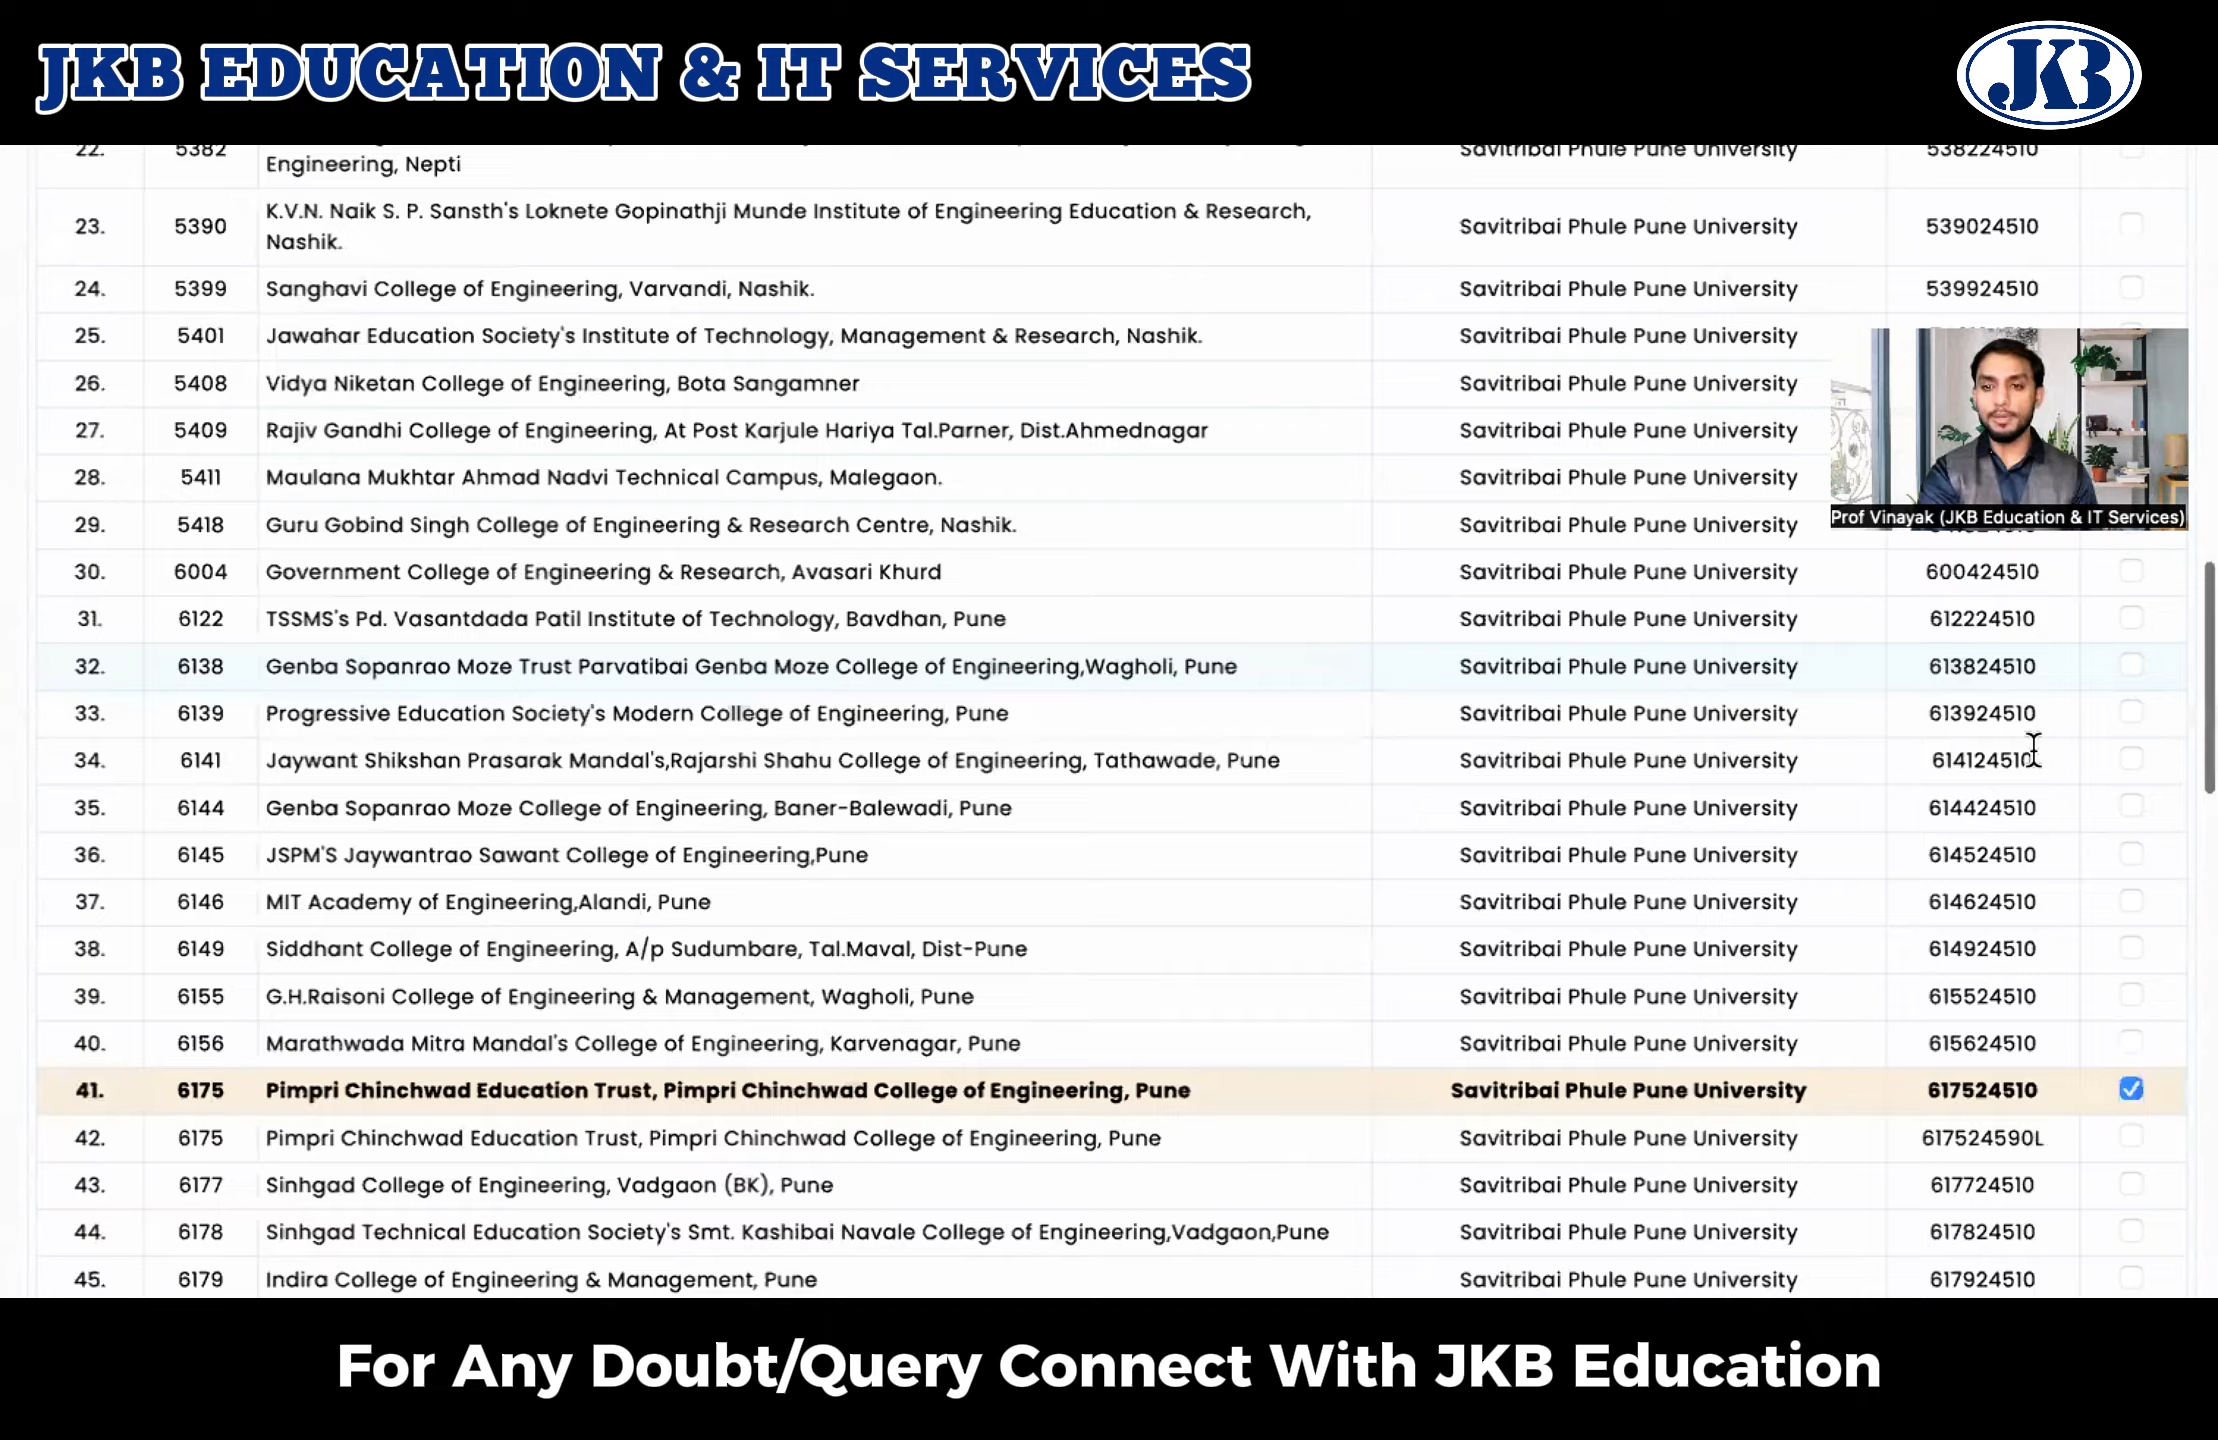 JKB EDUCATION & IT SERVICES
JKB
22. 5382 Engineering, Nepti Savitribai Phule Pune University 538224510
23. 5390 K.V.N. Naik S. P. Sansth's Loknete Gopinathji Munde Institute of Engineering Education & Research, Nashik. Savitribai Phule Pune University 539024510
24. 5399 Sanghavi College of Engineering, Varvandi, Nashik. Savitribai Phule Pune University 539924510
25. 5401 Jawahar Education Society's Institute of Technology, Management & Research, Nashik. Savitribai Phule Pune University
26. 5408 Vidya Niketan College of Engineering, Bota Sangamner Savitribai Phule Pune University
27. 5409 Rajiv Gandhi College of Engineering, At Post Karjule Hariya Tal.Parner, Dist.Ahmednagar Savitribai Phule Pune University
28. 5411 Maulana Mukhtar Ahmad Nadvi Technical Campus, Malegaon. Savitribai Phule Pune University
29. 5418 Guru Gobind Singh College of Engineering & Research Centre, Nashik. Savitribai Phule Pune University
Prof Vinayak (JKB Education & IT Services)
30. 6004 Government College of Engineering & Research, Avasari Khurd Savitribai Phule Pune University 600424510
31. 6122 TSSMS's Pd. Vasantdada Patil Institute of Technology, Bavdhan, Pune Savitribai Phule Pune University 612224510
32. 6138 Genba Sopanrao Moze Trust Parvatibai Genba Moze College of Engineering,Wagholi, Pune Savitribai Phule Pune University 613824510
33. 6139 Progressive Education Society's Modern College of Engineering, Pune Savitribai Phule Pune University 613924510
34. 6141 Jaywant Shikshan Prasarak Mandal's,Rajarshi Shahu College of Engineering, Tathawade, Pune Savitribai Phule Pune University 614124510
35. 6144 Genba Sopanrao Moze College of Engineering, Baner-Balewadi, Pune Savitribai Phule Pune University 614424510
36. 6145 JSPM'S Jaywantrao Sawant College of Engineering,Pune Savitribai Phule Pune University 614524510
37. 6146 MIT Academy of Engineering,Alandi, Pune Savitribai Phule Pune University 614624510
38. 6149 Siddhant College of Engineering, A/p Sudumbare, Tal.Maval, Dist-Pune Savitribai Phule Pune University 614924510
39. 6155 G.H.Raisoni College of Engineering & Management, Wagholi, Pune Savitribai Phule Pune University 615524510
40. 6156 Marathwada Mitra Mandal's College of Engineering, Karvenagar, Pune Savitribai Phule Pune University 615624510
41. 6175 Pimpri Chinchwad Education Trust, Pimpri Chinchwad College of Engineering, Pune Savitribai Phule Pune University 617524510
42. 6175 Pimpri Chinchwad Education Trust, Pimpri Chinchwad College of Engineering, Pune Savitribai Phule Pune University 617524590L
43. 6177 Sinhgad College of Engineering, Vadgaon (BK), Pune Savitribai Phule Pune University 617724510
44. 6178 Sinhgad Technical Education Society's Smt. Kashibai Navale College of Engineering,Vadgaon,Pune Savitribai Phule Pune University 617824510
45. 6179 Indira College of Engineering & Management, Pune Savitribai Phule Pune University 617924510
For Any Doubt/Query Connect With JKB Education